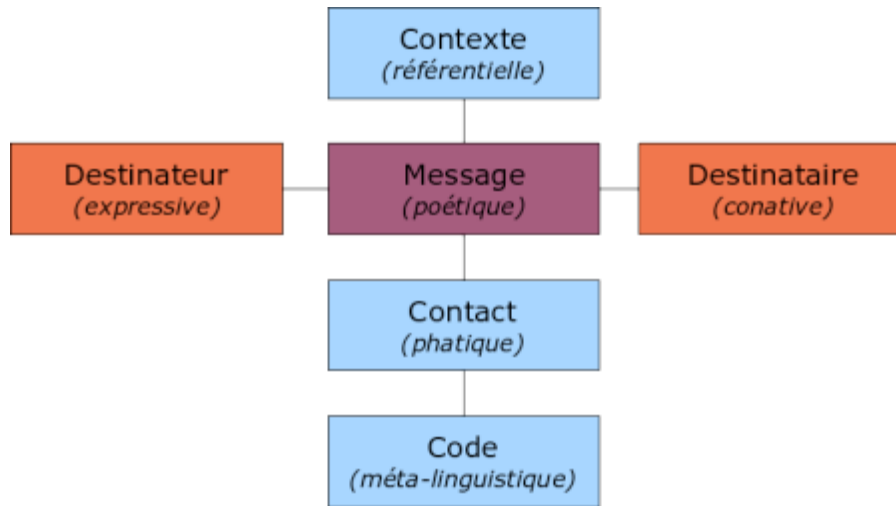 Contexte
(référentielle)
Destinateur
(expressive)
Message
(poétique)
Destinataire
(conative)
Contact
(phatique)
Code
(méta-linguistique)